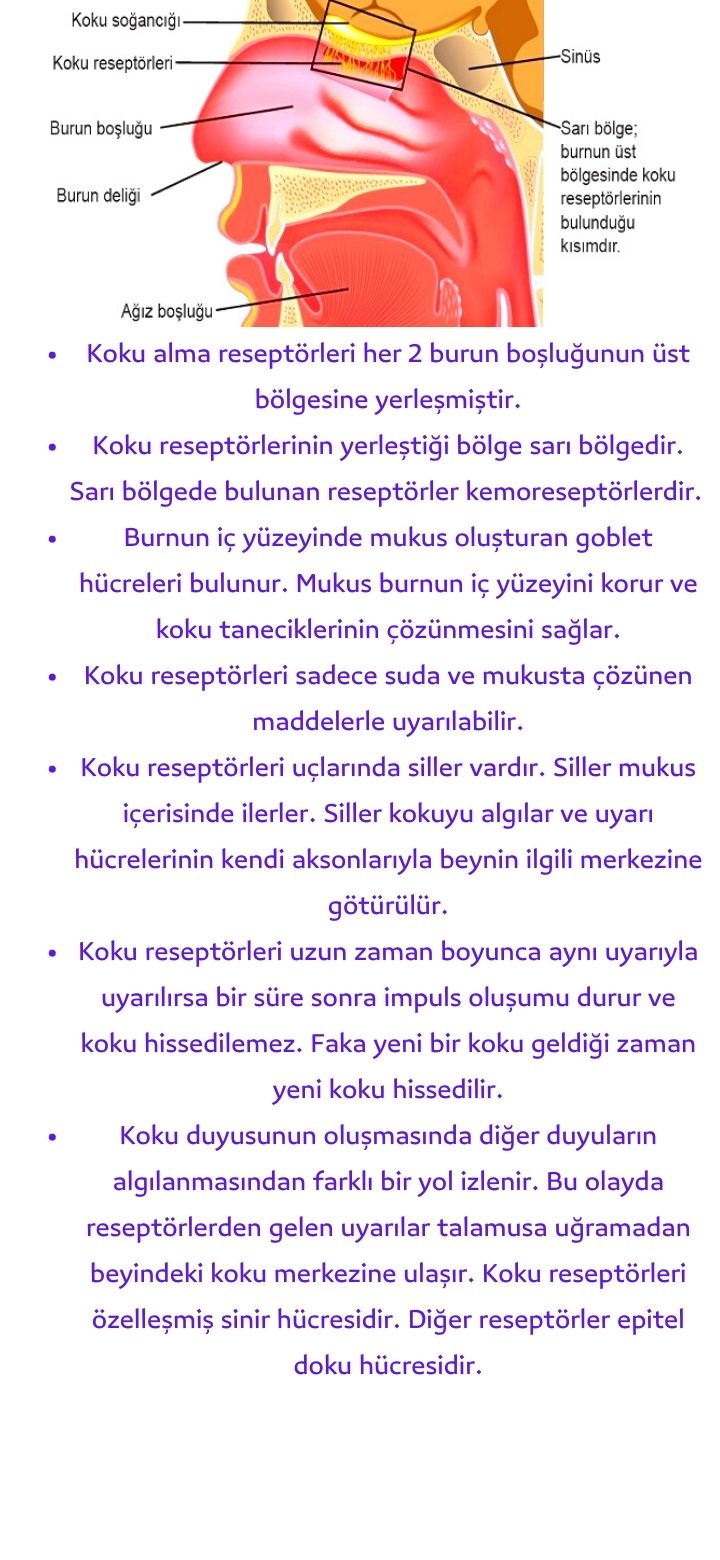 Koku soğancığı
Koku reseptörleri
Burun boşluğu
Burun deliği
Ağız boşluğu
Sinüs
Sarı bölge;
burnun üst
bölgesinde koku
reseptörlerinin
bulunduğu
kısımdır.
• Koku alma reseptörleri her 2 burun boşluğunun üst
bölgesine yerleşmiştir.
• Koku reseptörlerinin yerleştiği bölge sarı bölgedir.
Sarı bölgede bulunan reseptörler kemoreseptörlerdir.
• Burnun iç yüzeyinde mukus oluşturan goblet
hücreleri bulunur. Mukus burnun iç yüzeyini korur ve
koku taneciklerinin çözünmesini sağlar.
• Koku reseptörleri sadece suda ve mukusta çözünen
maddelerle uyarılabilir.
• Koku reseptörleri uçlarında siller vardır. Siller mukus
içerisinde ilerler. Siller kokuyu algılar ve uyarı
hücrelerinin kendi aksonlarıyla beynin ilgili merkezine
götürülür.
• Koku reseptörleri uzun zaman boyunca aynı uyarıyla
uyarılırsa bir süre sonra impuls oluşumu durur ve
koku hissedilemez. Faka yeni bir koku geldiği zaman
yeni koku hissedilir.
• Koku duyusunun oluşmasında diğer duyuların
algılanmasından farklı bir yol izlenir. Bu olayda
reseptörlerden gelen uyarılar talamusa uğramadan
beyindeki koku merkezine ulaşır. Koku reseptörleri
özelleşmiş sinir hücresidir. Diğer reseptörler epitel
doku hücresidir.